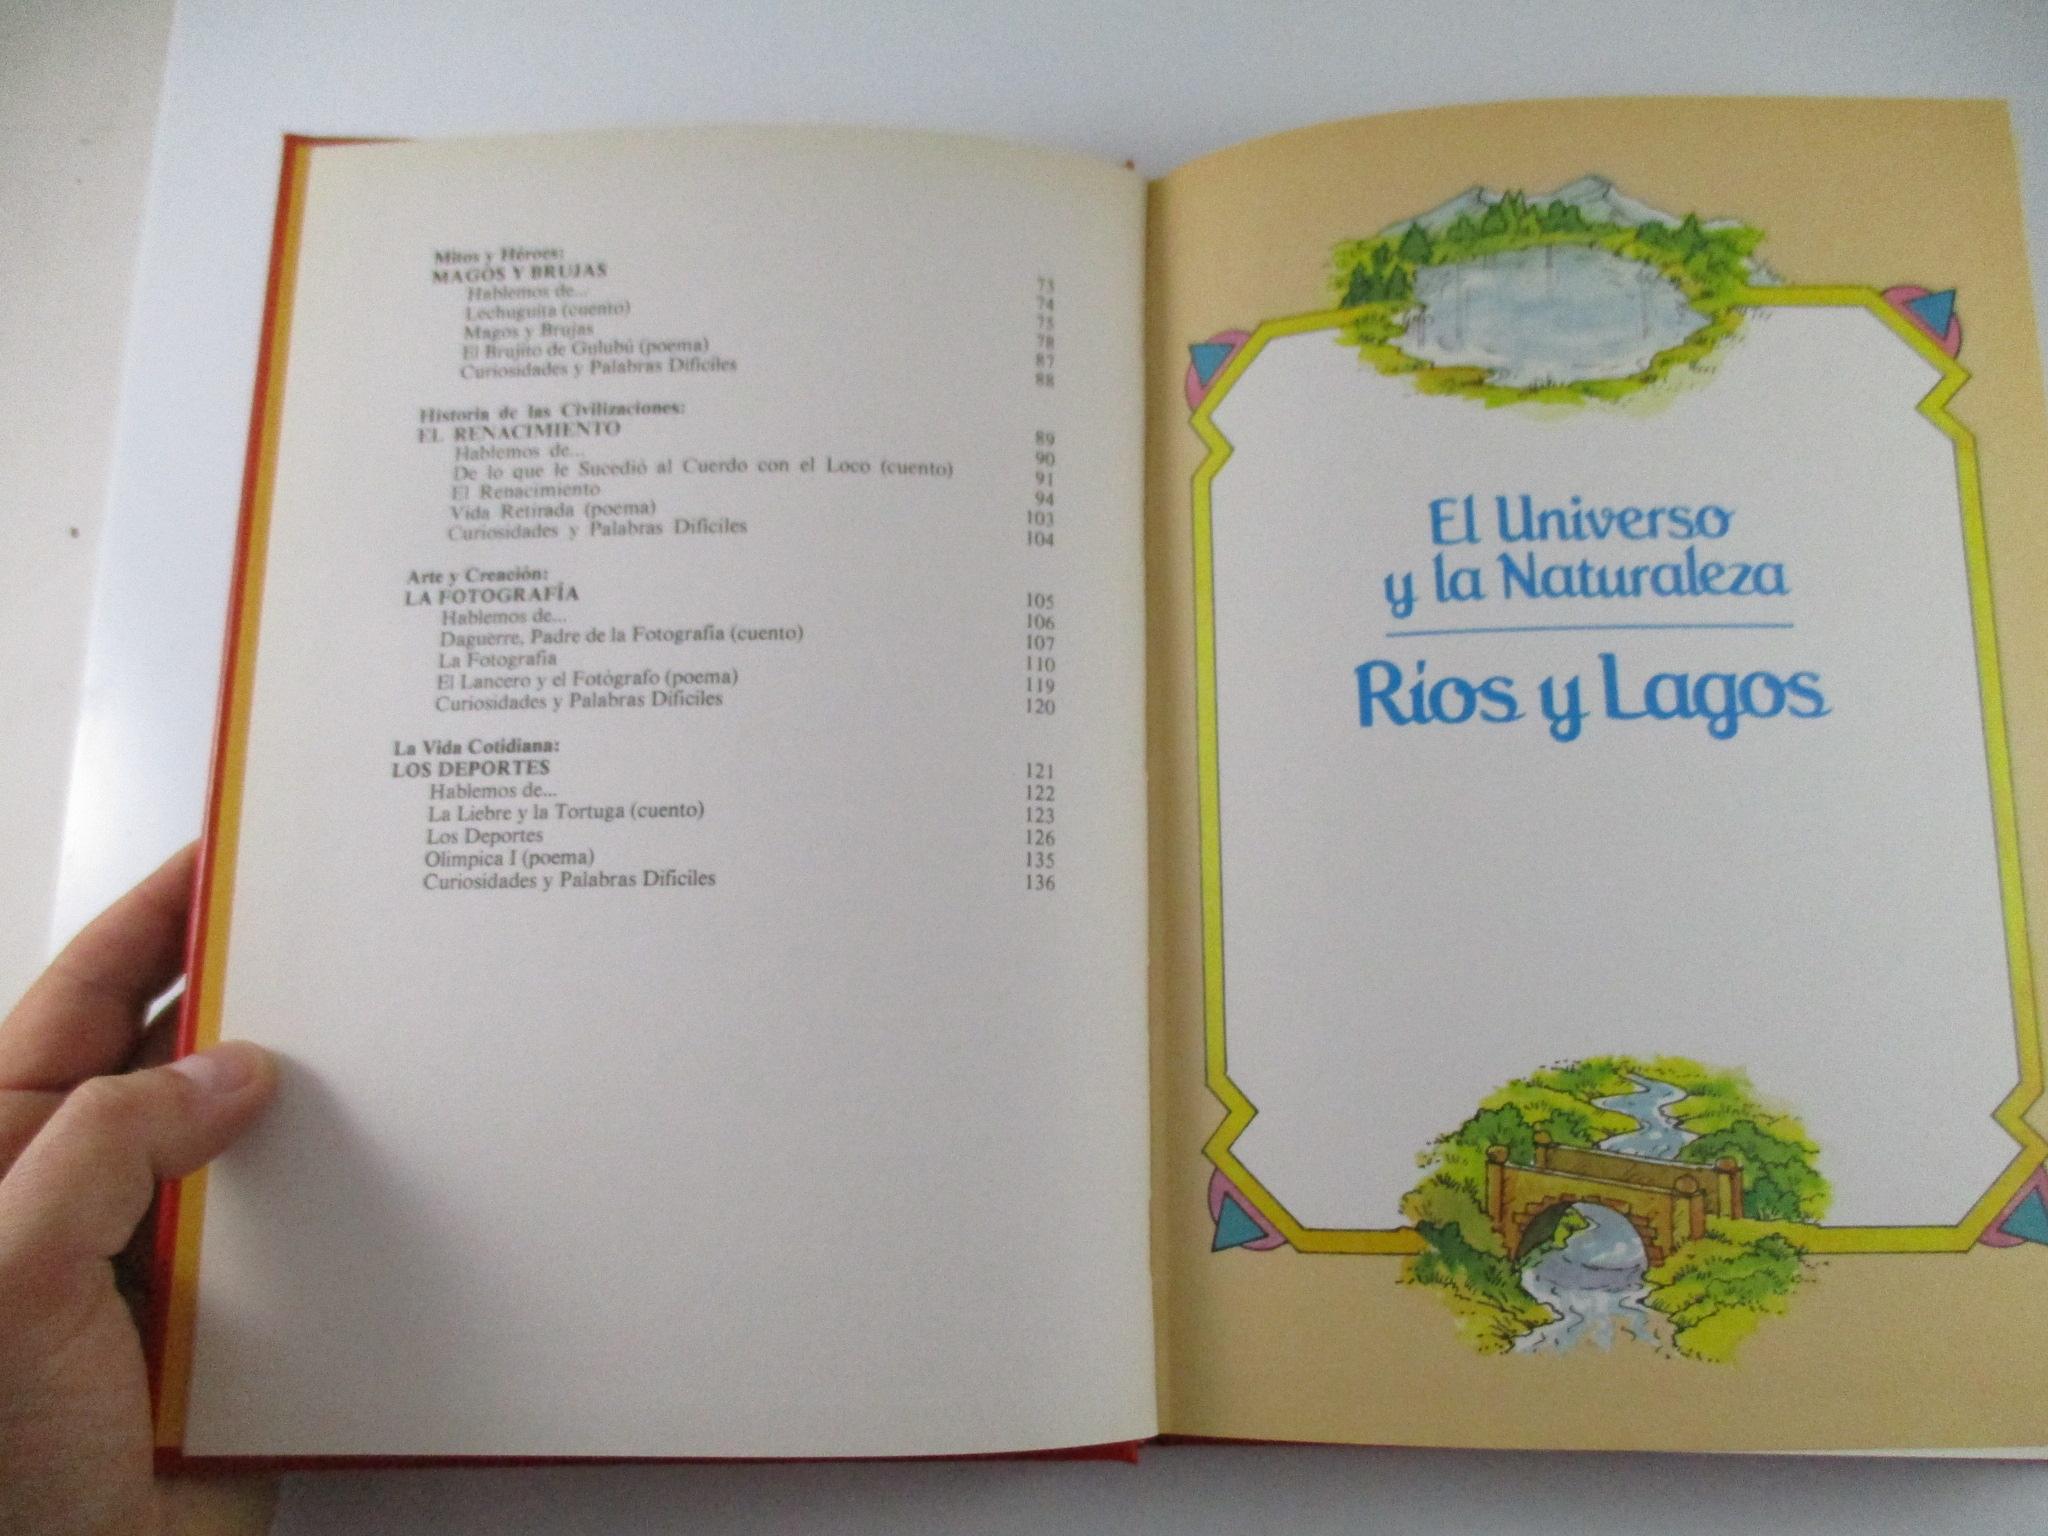 Mitos y Héroes:
MAGOS Y BRUJAS 73
Hablemos de... 74
Lechuguita (cuento) 75
Magos y Brujas 78
El Brujito de Gulubú (poema) 87
Curiosidades y Palabras Difíciles 88
Historia de las Civilizaciones:
EL RENACIMIENTO 89
Hablemos de... 90
De lo que le Sucedió al Cuerdo con el Loco (cuento) 91
El Renacimiento 94
Vida Retirada (poema) 103
Curiosidades y Palabras Difíciles 104
Arte y Creación:
LA FOTOGRAFÍA 105
Hablemos de... 106
Daguerre, Padre de la Fotografía (cuento) 107
La Fotografía 110
El Lancero y el Fotógrafo (poema) 119
Curiosidades y Palabras Difíciles 120
La Vida Cotidiana:
LOS DEPORTES 121
Hablemos de... 122
La Liebre y la Tortuga (cuento) 123
Los Deportes 126
Olímpica I (poema) 135
Curiosidades y Palabras Difíciles 136
El Universo
y la Naturaleza
Ríos y Lagos